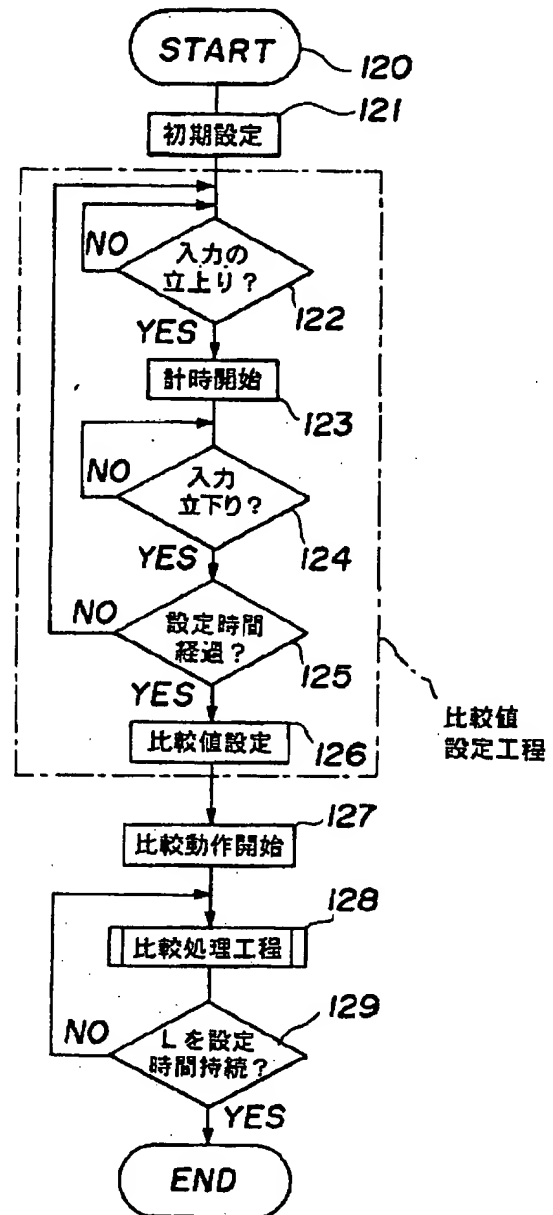 START
120
121
初期設定
NO
入力の
立上り?
122
YES
計時開始
123
NO
入力
立下り?
124
YES
NO
設定時間
経過?
125
YES
比較値設定
126
比較値
設定工程
127
比較動作開始
128
比較処理工程
NO
Lを設定
時間持続?
129
YES
END